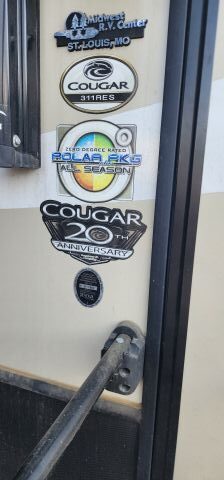 Midwest
R.V. Center
ST. LOUIS, MO
COUGAR
311RES
ZERO DEGREE RATED
POLAR PKG
ALL SEASON
COUGAR
20TH
ANNIVERSARY